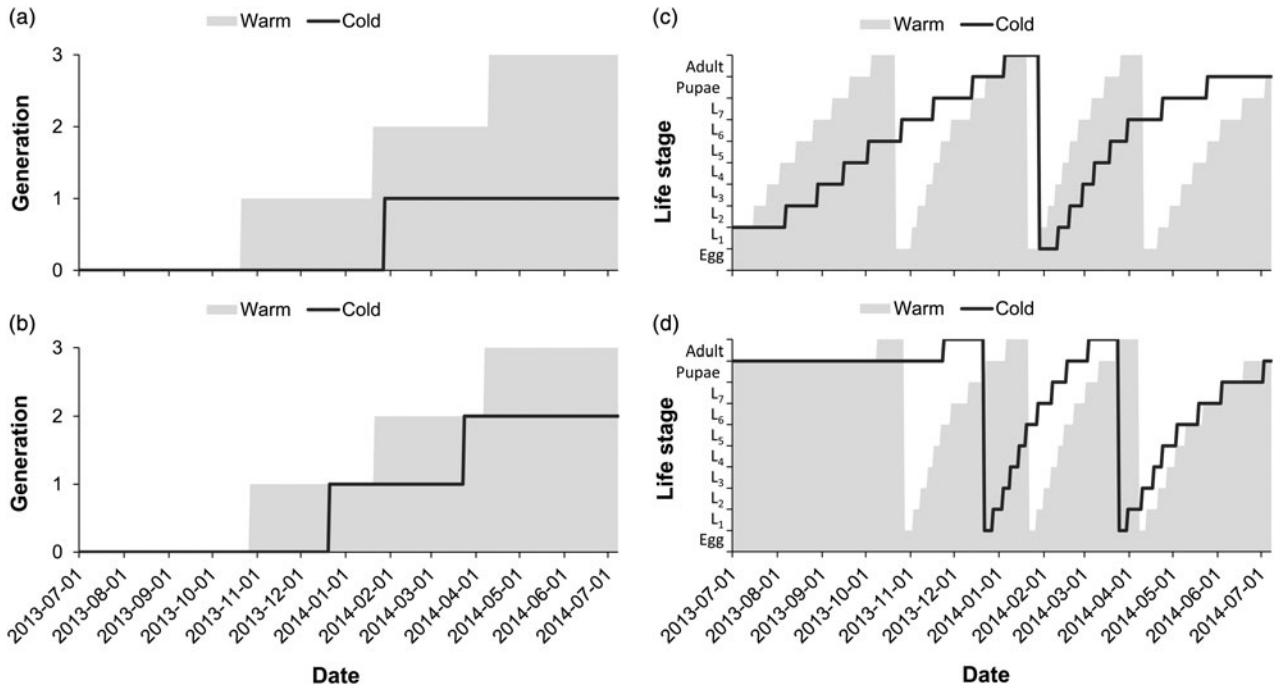 (a)
Warm Cold
Generation
3
2
1
0
(b)
Warm Cold
Generation
3
2
1
0
2013-07-01
2013-08-01
2013-09-01
2013-10-01
2013-11-01
2013-12-01
2014-01-01
2014-02-01
2014-03-01
2014-04-01
2014-05-01
2014-06-01
2014-07-01
Date
(c)
Warm Cold
Life stage
Adult
Pupae
L7
L6
L5
L4
L3
L2
L1
Egg
(d)
Warm Cold
Life stage
Adult
Pupae
L7
L6
L5
L4
L3
L2
L1
Egg
2013-07-01
2013-08-01
2013-09-01
2013-10-01
2013-11-01
2013-12-01
2014-01-01
2014-02-01
2014-03-01
2014-04-01
2014-05-01
2014-06-01
2014-07-01
Date